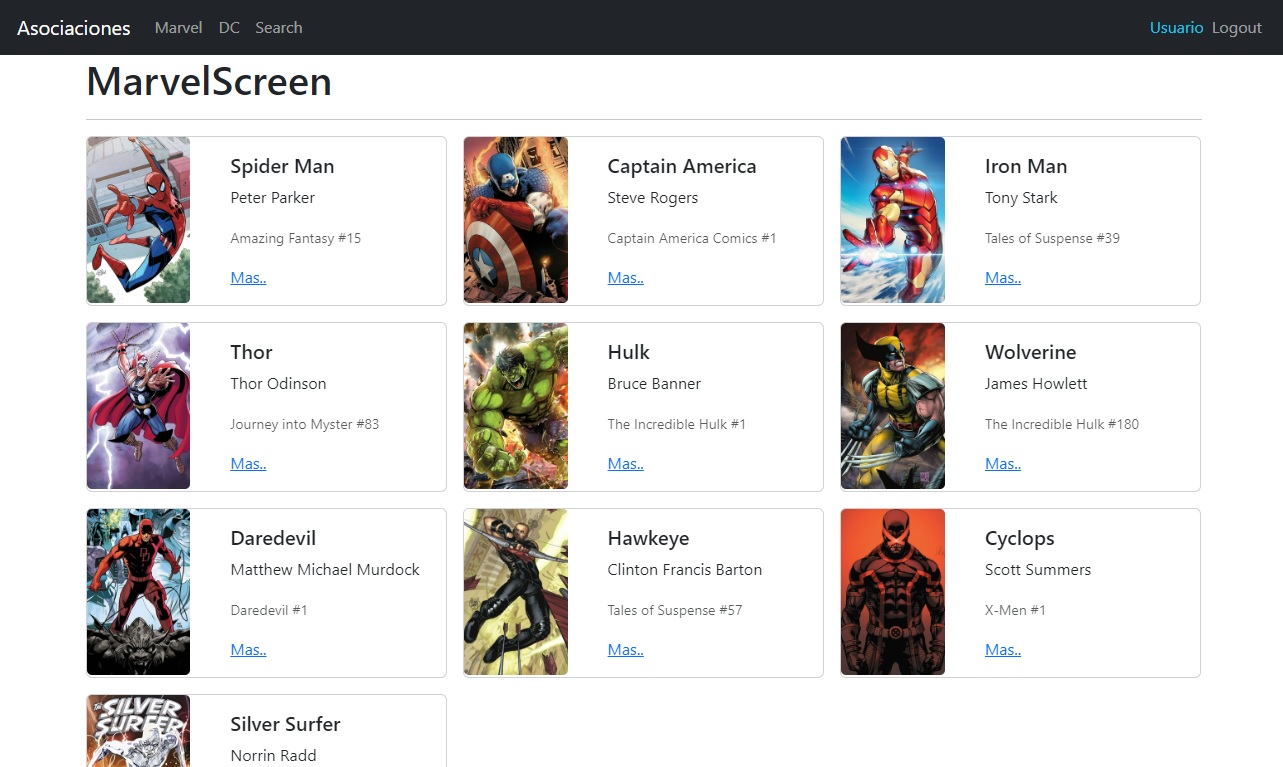 Asociaciones Marvel DC Search Usuario Logout
MarvelScreen
Spider Man
Peter Parker
Amazing Fantasy #15
Mas..
Captain America
Steve Rogers
Captain America Comics #1
Mas..
Iron Man
Tony Stark
Tales of Suspense #39
Mas..
Thor
Thor Odinson
Journey into Myster #83
Mas..
Hulk
Bruce Banner
The Incredible Hulk #1
Mas..
Wolverine
James Howlett
The Incredible Hulk #180
Mas..
Daredevil
Matthew Michael Murdock
Daredevil #1
Mas..
Hawkeye
Clinton Francis Barton
Tales of Suspense #57
Mas..
Cyclops
Scott Summers
X-Men #1
Mas..
THE SILVER
SURFER
Silver Surfer
Norrin Radd